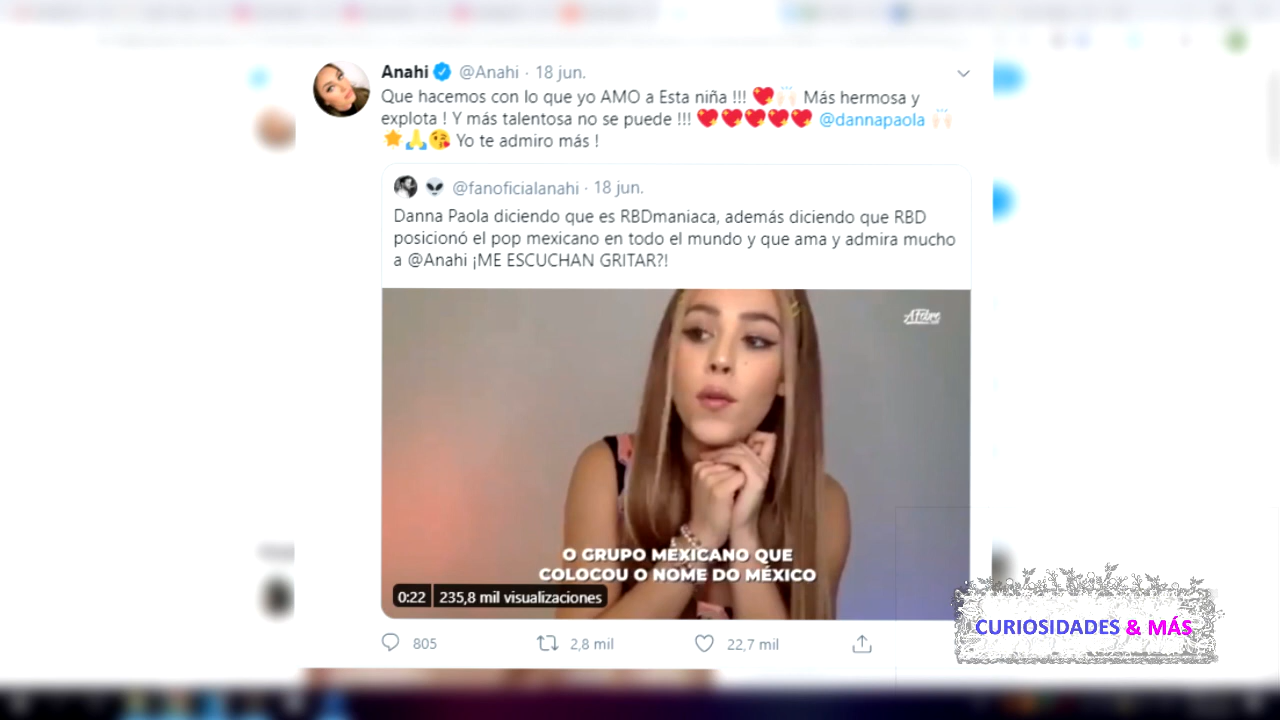 Anahi @Anahi · 18 jun.
Que hacemos con lo que yo AMO a Esta niña !!! 💖🙌🏻 Más hermosa y
explota ! Y más talentosa no se puede !!! 💖💖💖💖💖 @dannapaola 🙌🏻
⭐🙏😘 Yo te admiro más !
👽 @fanoficialanahi · 18 jun.
Danna Paola diciendo que es RBDmaniaca, además diciendo que RBD
posicionó el pop mexicano en todo el mundo y que ama y admira mucho
a @Anahi ¡ME ESCUCHAN GRITAR?!
O GRUPO MEXICANO QUE
COLOCOU O NOME DO MÉXICO
0:22 235,8 mil visualizaciones
805 2,8 mil 22,7 mil
CURIOSIDADES & MÁS